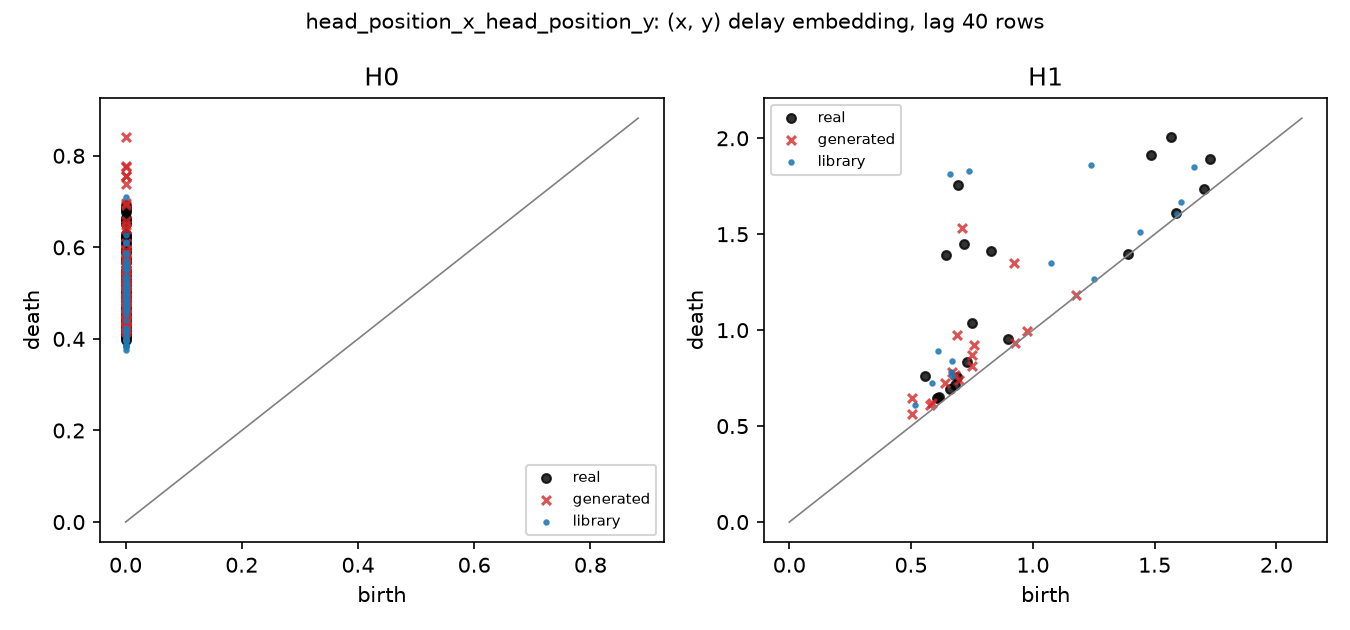 head_position_x_head_position_y: (x, y) delay embedding, lag 40 rows
H0
death
0.8
0.6
0.4
0.2
0.0
0.0 0.2 0.4 0.6 0.8
birth
real
generated
library
H1
death
2.0
1.5
1.0
0.5
0.0
0.0 0.5 1.0 1.5 2.0
birth
real
generated
library